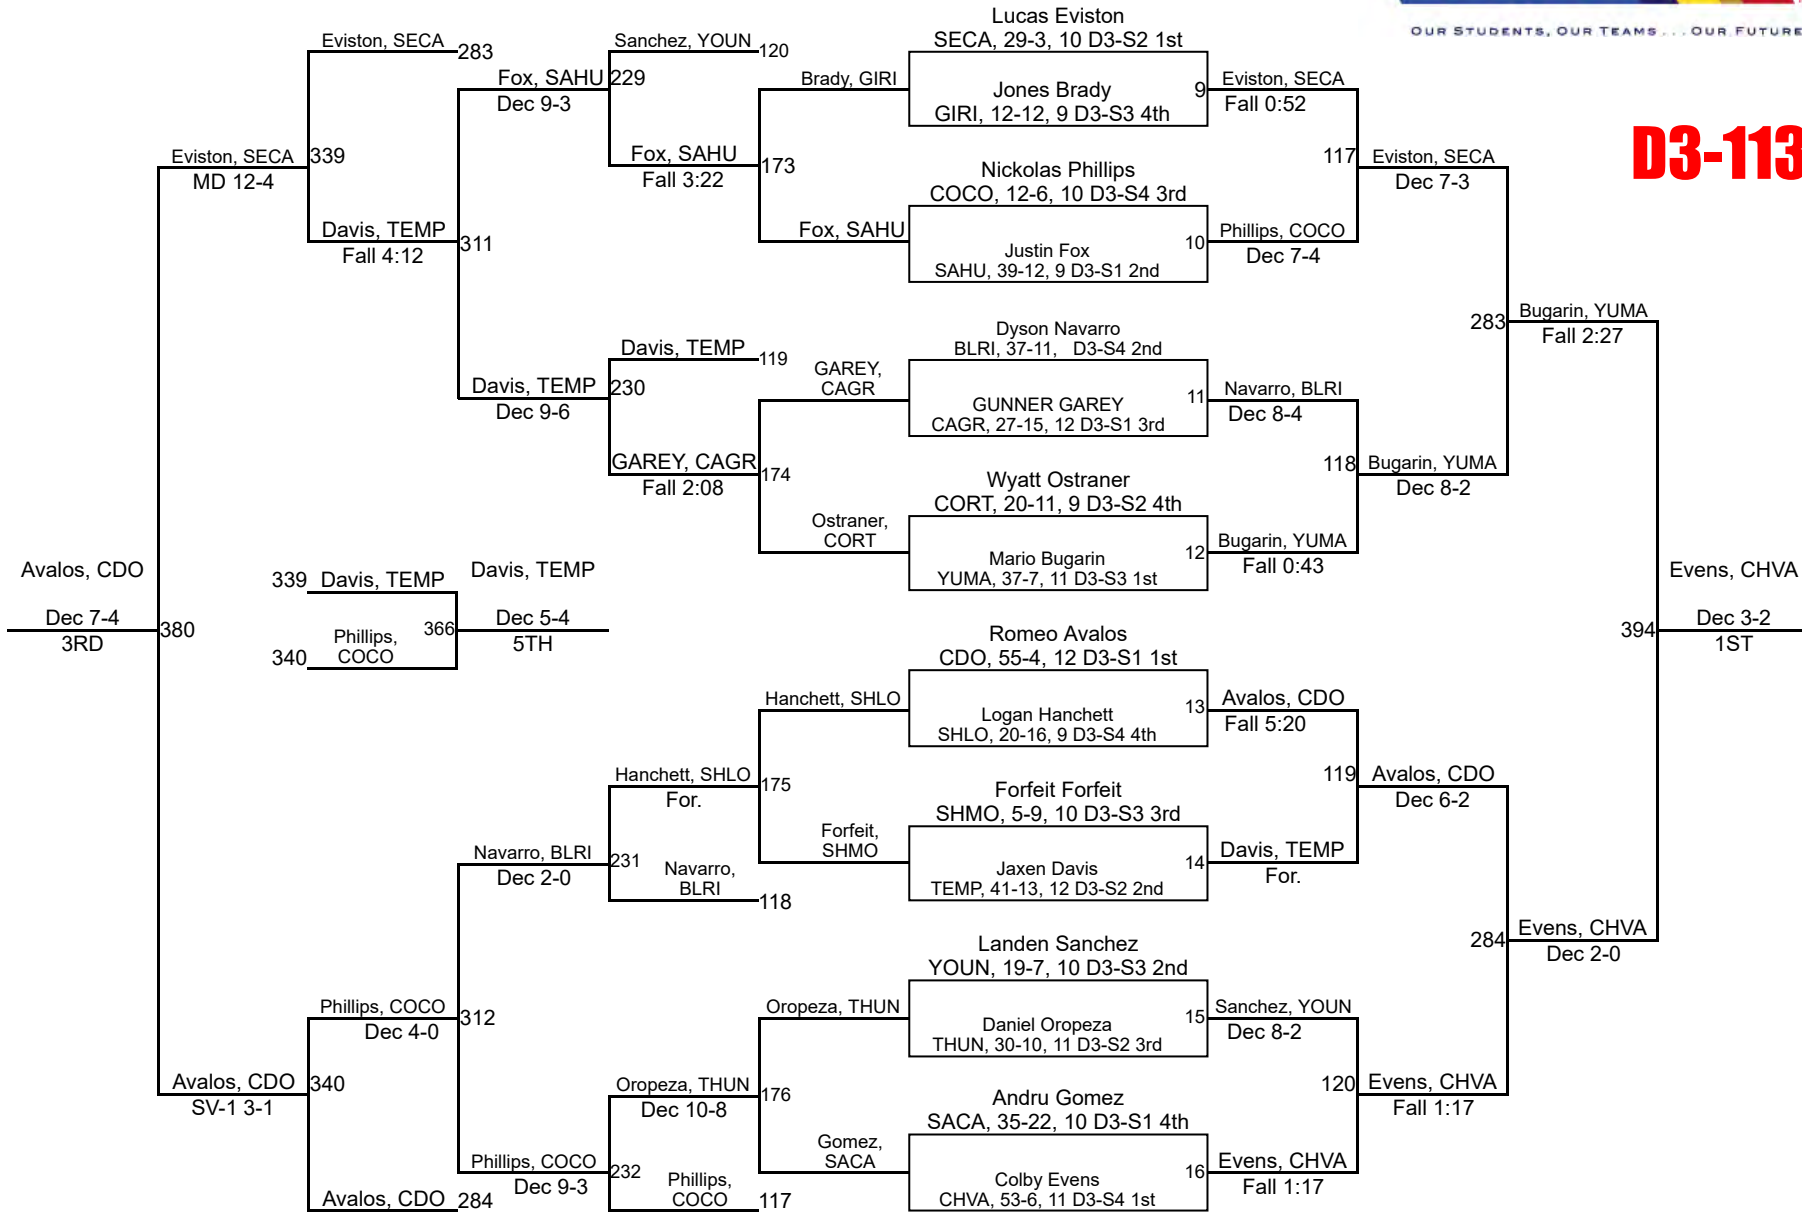 OUR STUDENTS, OUR TEAMS . . . OUR FUTURE
D3-113
Lucas Eviston
SECA, 29-3, 10 D3-S2 1st
Jones Brady
GIRI, 12-12, 9 D3-S3 4th
9
Nickolas Phillips
COCO, 12-6, 10 D3-S4 3rd
Justin Fox
SAHU, 39-12, 9 D3-S1 2nd
10
Dyson Navarro
BLRI, 37-11, D3-S4 2nd
GUNNER GAREY
CAGR, 27-15, 12 D3-S1 3rd
11
Wyatt Ostraner
CORT, 20-11, 9 D3-S2 4th
Mario Bugarin
YUMA, 37-7, 11 D3-S3 1st
12
Romeo Avalos
CDO, 55-4, 12 D3-S1 1st
Logan Hanchett
SHLO, 20-16, 9 D3-S4 4th
13
Forfeit Forfeit
SHMO, 5-9, 10 D3-S3 3rd
Jaxen Davis
TEMP, 41-13, 12 D3-S2 2nd
14
Landen Sanchez
YOUN, 19-7, 10 D3-S3 2nd
Daniel Oropeza
THUN, 30-10, 11 D3-S2 3rd
15
Andru Gomez
SACA, 35-22, 10 D3-S1 4th
Colby Evens
CHVA, 53-6, 11 D3-S4 1st
16
Eviston, SECA
Fall 0:52
Phillips, COCO
Dec 7-4
Navarro, BLRI
Dec 8-4
Bugarin, YUMA
Fall 0:43
Avalos, CDO
Fall 5:20
Davis, TEMP
For.
Sanchez, YOUN
Dec 8-2
Evens, CHVA
Fall 1:17
117
Eviston, SECA
Dec 7-3
118
Bugarin, YUMA
Dec 8-2
119
Avalos, CDO
Dec 6-2
120
Evens, CHVA
Fall 1:17
283
Bugarin, YUMA
Fall 2:27
284
Evens, CHVA
Dec 2-0
394
Evens, CHVA
Dec 3-2
1ST
Brady, GIRI
Fox, SAHU
173
GAREY,
CAGR
Ostraner,
CORT
174
Hanchett, SHLO
Forfeit,
SHMO
175
Oropeza, THUN
Gomez,
SACA
176
Sanchez, YOUN
120
Fox, SAHU
Fall 3:22
229
Davis, TEMP
119
GAREY, CAGR
Fall 2:08
230
Hanchett, SHLO
For.
Navarro,
BLRI
118
231
Oropeza, THUN
Dec 10-8
Phillips,
COCO
117
232
Fox, SAHU
Dec 9-3
Davis, TEMP
Dec 9-6
311
Navarro, BLRI
Dec 2-0
Phillips, COCO
Dec 9-3
312
Eviston, SECA
283
Davis, TEMP
Fall 4:12
339
Phillips, COCO
Dec 4-0
Avalos, CDO
284
340
Eviston, SECA
MD 12-4
Avalos, CDO
SV-1 3-1
380
Avalos, CDO
Dec 7-4
3RD
339
Davis, TEMP
340
Phillips,
COCO
366
Davis, TEMP
Dec 5-4
5TH